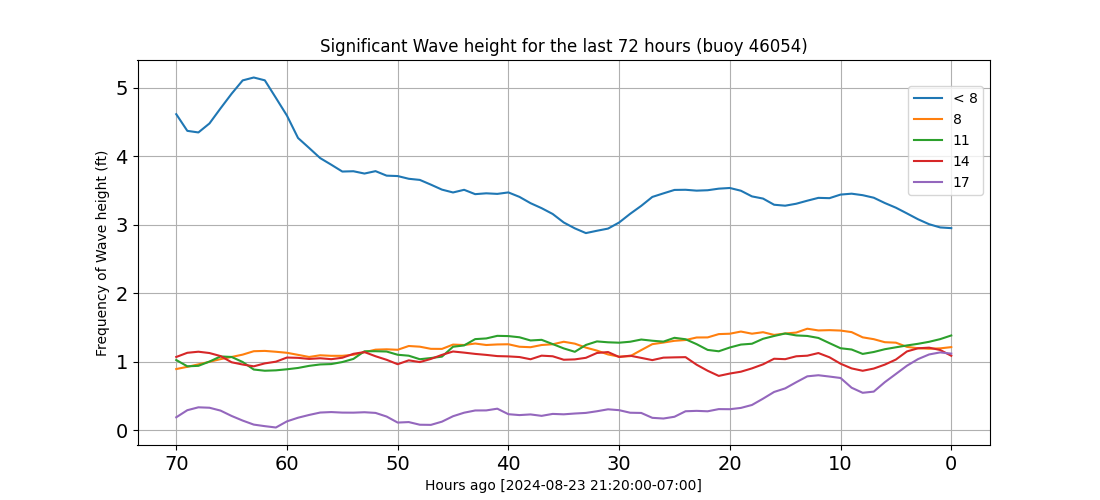 Significant Wave height for the last 72 hours (buoy 46054)
Frequency of Wave height (ft)
5
4
3
2
1
0
< 8
8
11
14
17
70 60 50 40 30 20 10 0
Hours ago [2024-08-23 21:20:00-07:00]